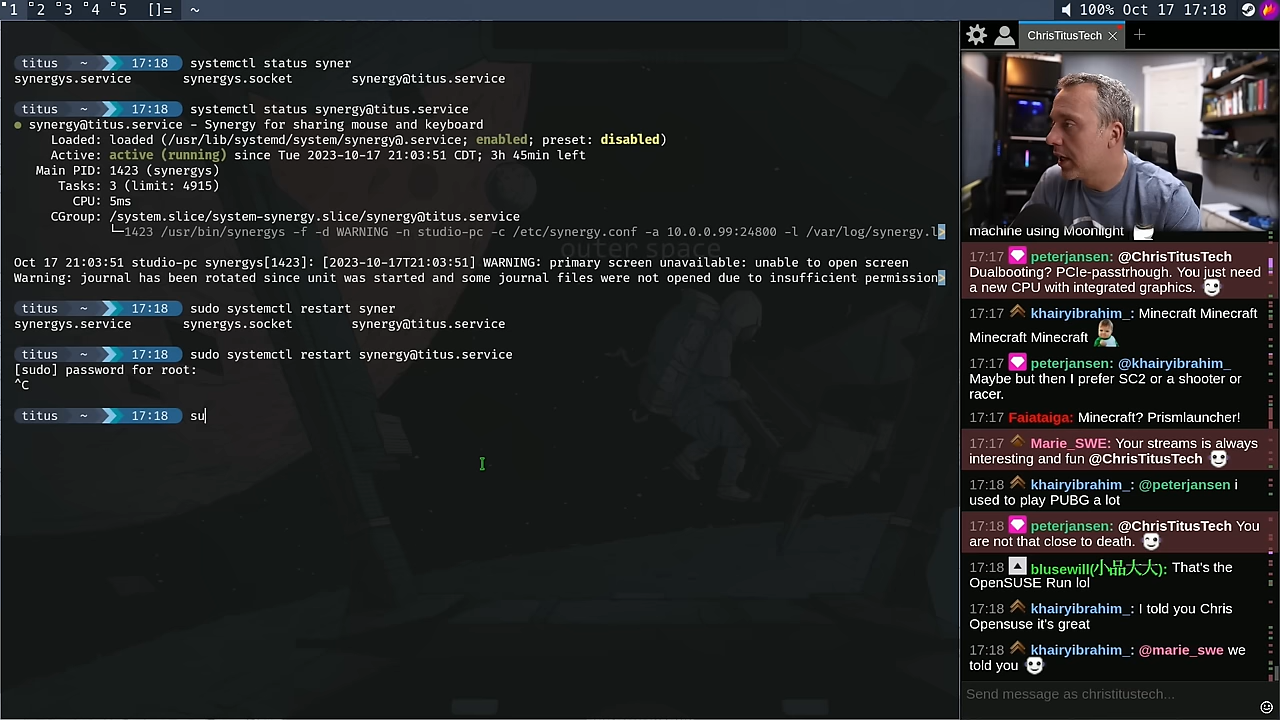 1 2 3 4 5 []= ~
100% Oct 17 17:18
titus ~ 17:18 systemctl status syner
synergys.service synergys.socket synergy@titus.service
titus ~ 17:18 systemctl status synergy@titus.service
● synergy@titus.service - Synergy for sharing mouse and keyboard
Loaded: loaded (/usr/lib/systemd/system/synergy@.service; enabled; preset: disabled)
Active: active (running) since Tue 2023-10-17 21:03:51 CDT; 3h 45min left
Main PID: 1423 (synergys)
Tasks: 3 (limit: 4915)
CPU: 5ms
CGroup: /system.slice/system-synergy.slice/synergy@titus.service
└─1423 /usr/bin/synergys -f -d WARNING -n studio-pc -c /etc/synergy.conf -a 10.0.0.99:24800 -l /var/log/synergy.l>
outer space
Oct 17 21:03:51 studio-pc synergys[1423]: [2023-10-17T21:03:51] WARNING: primary screen unavailable: unable to open screen
Warning: journal has been rotated since unit was started and some journal files were not opened due to insufficient permission>
titus ~ 17:18 sudo systemctl restart syner
synergys.service synergys.socket synergy@titus.service
titus ~ 17:18 sudo systemctl restart synergy@titus.service
[sudo] password for root:
^C
titus ~ 17:18 su
ChrisTitusTech
machine using Moonlight
17:17 peterjansen: @ChrisTitusTech
Dualbooting? PCIe-passtrhough. You just need
a new CPU with integrated graphics.
17:17 khairyibrahim_: Minecraft Minecraft
Minecraft Minecraft
17:17 peterjansen: @khairyibrahim_
Maybe but then I prefer SC2 or a shooter or
racer.
17:17 Faiataiga: Minecraft? Prismlauncher!
17:17 Marie_SWE: Your streams is always
interesting and fun @ChrisTitusTech
17:18 khairyibrahim_: @peterjansen i
used to play PUBG a lot
17:18 peterjansen: @ChrisTitusTech You
are not that close to death.
17:18 blusewill(小品大大): That's the
OpenSUSE Run lol
17:18 khairyibrahim_: I told you Chris
Opensuse it's great
17:18 khairyibrahim_: @marie_swe we
told you
Send message as christitustech...